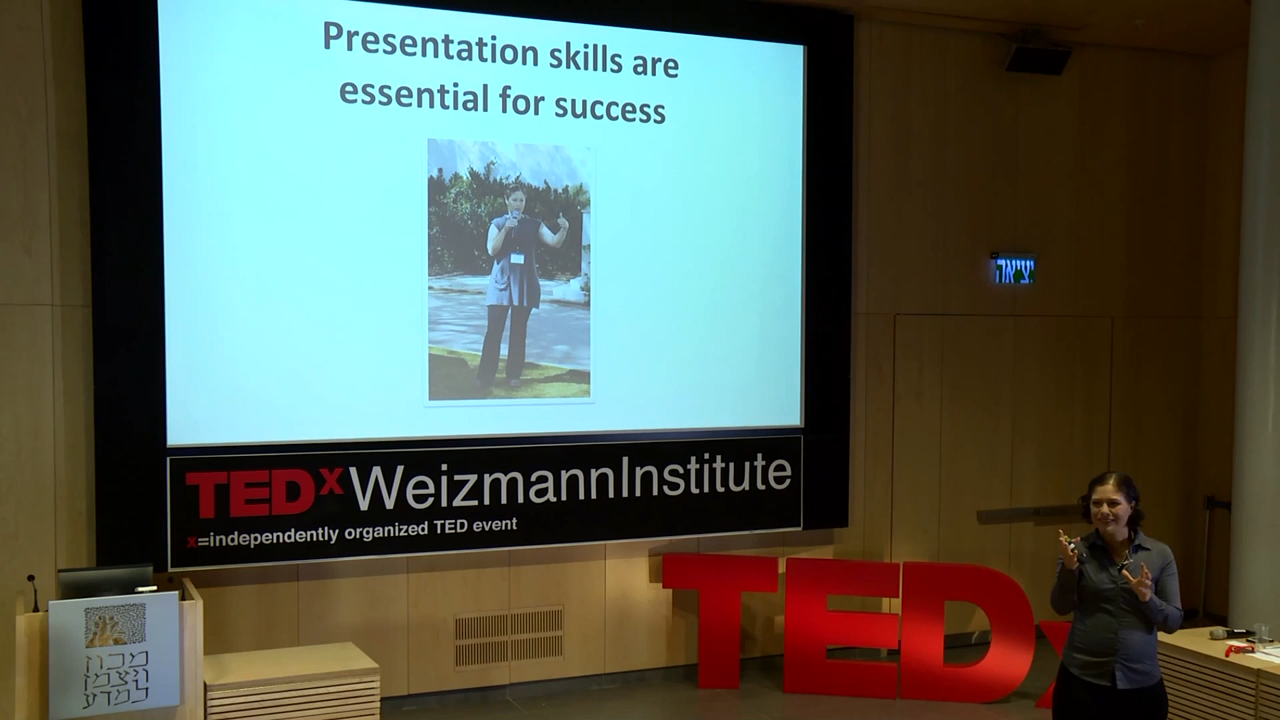 Presentation skills are
essential for success
TEDxWeizmannInstitute
x=independently organized TED event
יציאה
TEDx
מכון
ויצמן
למדע